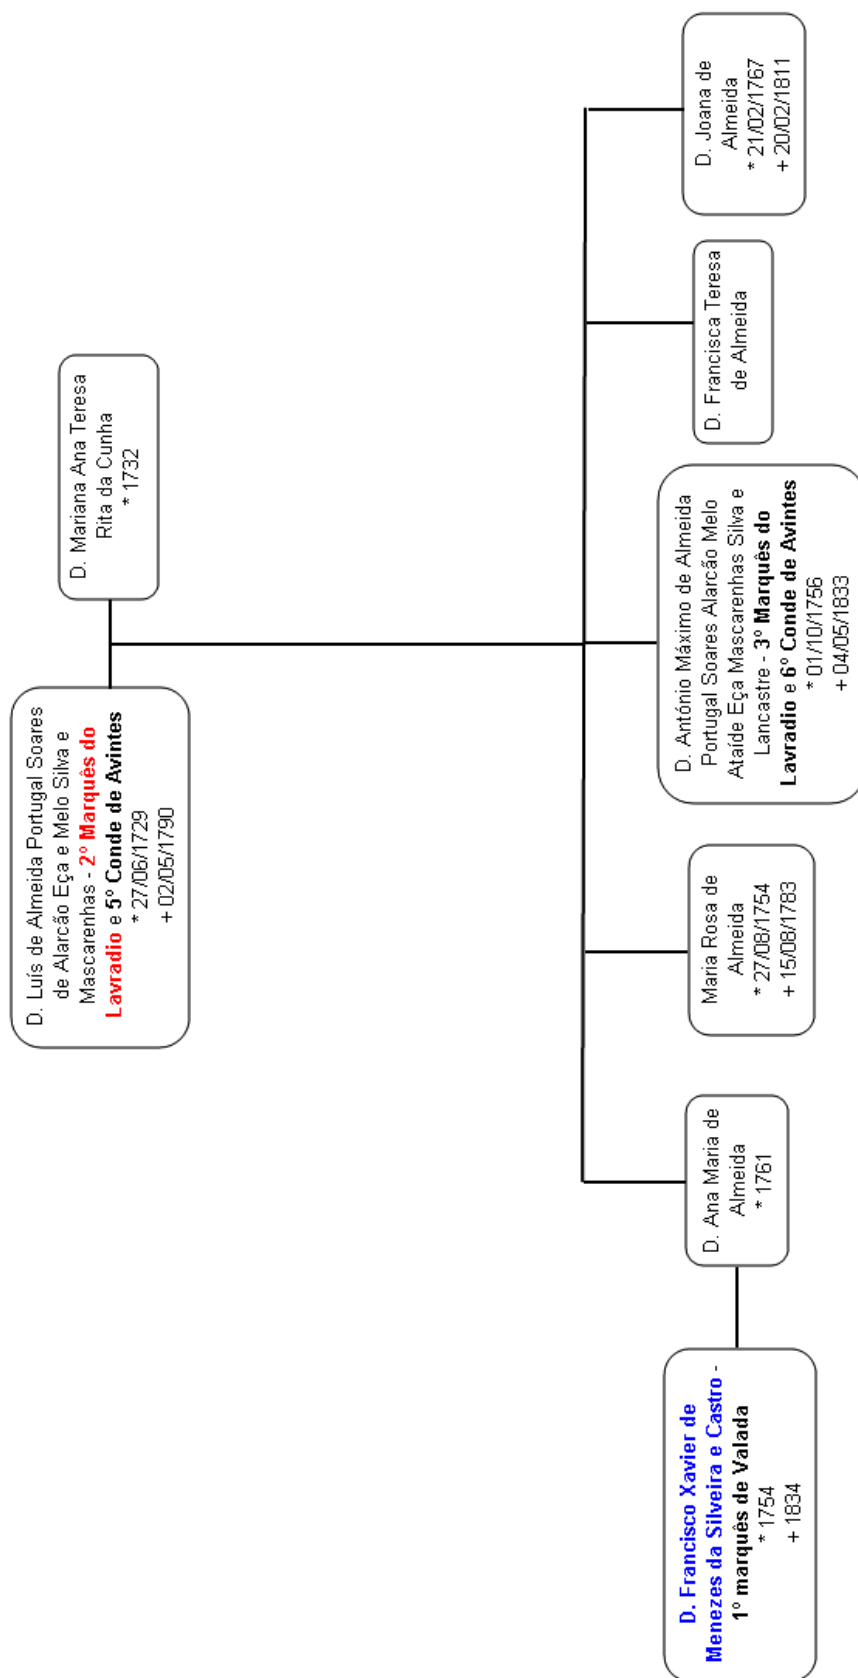 D. Luís de Almeida Portugal Soares
de Alarcão Eça e Melo Silva e
Mascarenhas - 2º Marquês do
Lavradio e 5º Conde de Avintes
* 27/06/1729
+ 02/05/1790
D. Mariana Ana Teresa
Rita da Cunha
* 1732
D. Francisco Xavier de
Menezes da Silveira e Castro -
1º marquês de Valada
* 1754
+ 1834
D. Ana Maria de
Almeida
* 1761
Maria Rosa de
Almeida
* 27/08/1754
+ 15/08/1783
D. António Máximo de Almeida
Portugal Soares Alarcão Melo
Ataíde Eça Mascarenhas Silva e
Lancastre - 3º Marquês do
Lavradio e 6º Conde de Avintes
* 01/10/1756
+ 04/05/1833
D. Francisca Teresa
de Almeida
D. Joana de
Almeida
* 21/02/1767
+ 20/02/1811